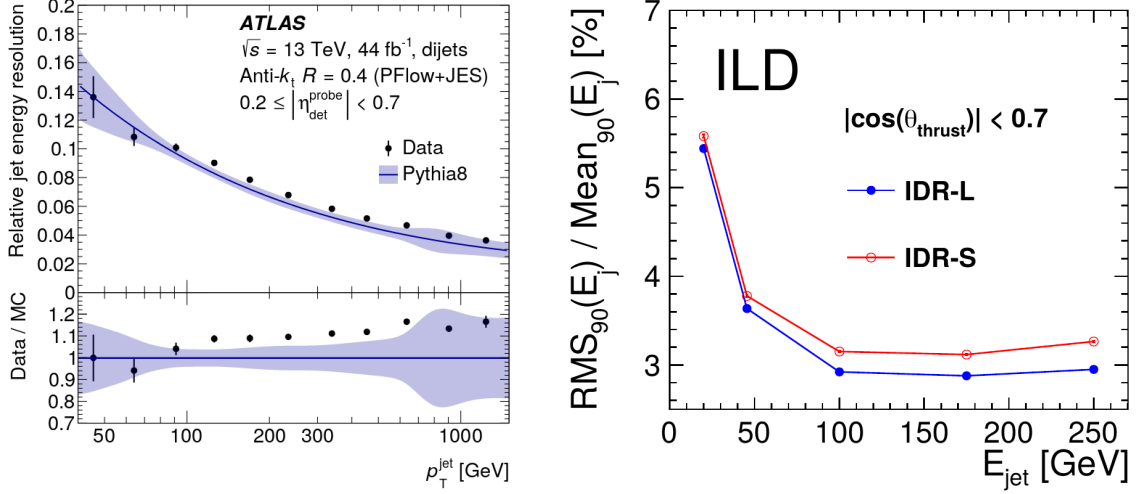 ATLAS
√s = 13 TeV, 44 fb⁻¹, dijets
Anti-kₜ R = 0.4 (PFlow+JES)
0.2 ≤ |η_det^probe| < 0.7
Data
Pythia8
Relative jet energy resolution
0.2
0.18
0.16
0.14
0.12
0.1
0.08
0.06
0.04
0.02
0
Data / MC
1.2
1.1
1
0.9
0.8
0.7
50 100 200 300 1000
p_T^jet [GeV]
RMS₉₀(E_j) / Mean₉₀(E_j) [%]
7
6
5
4
3
ILD
|cos(θ_thrust)| < 0.7
IDR-L
IDR-S
0 50 100 150 200 250
E_jet [GeV]